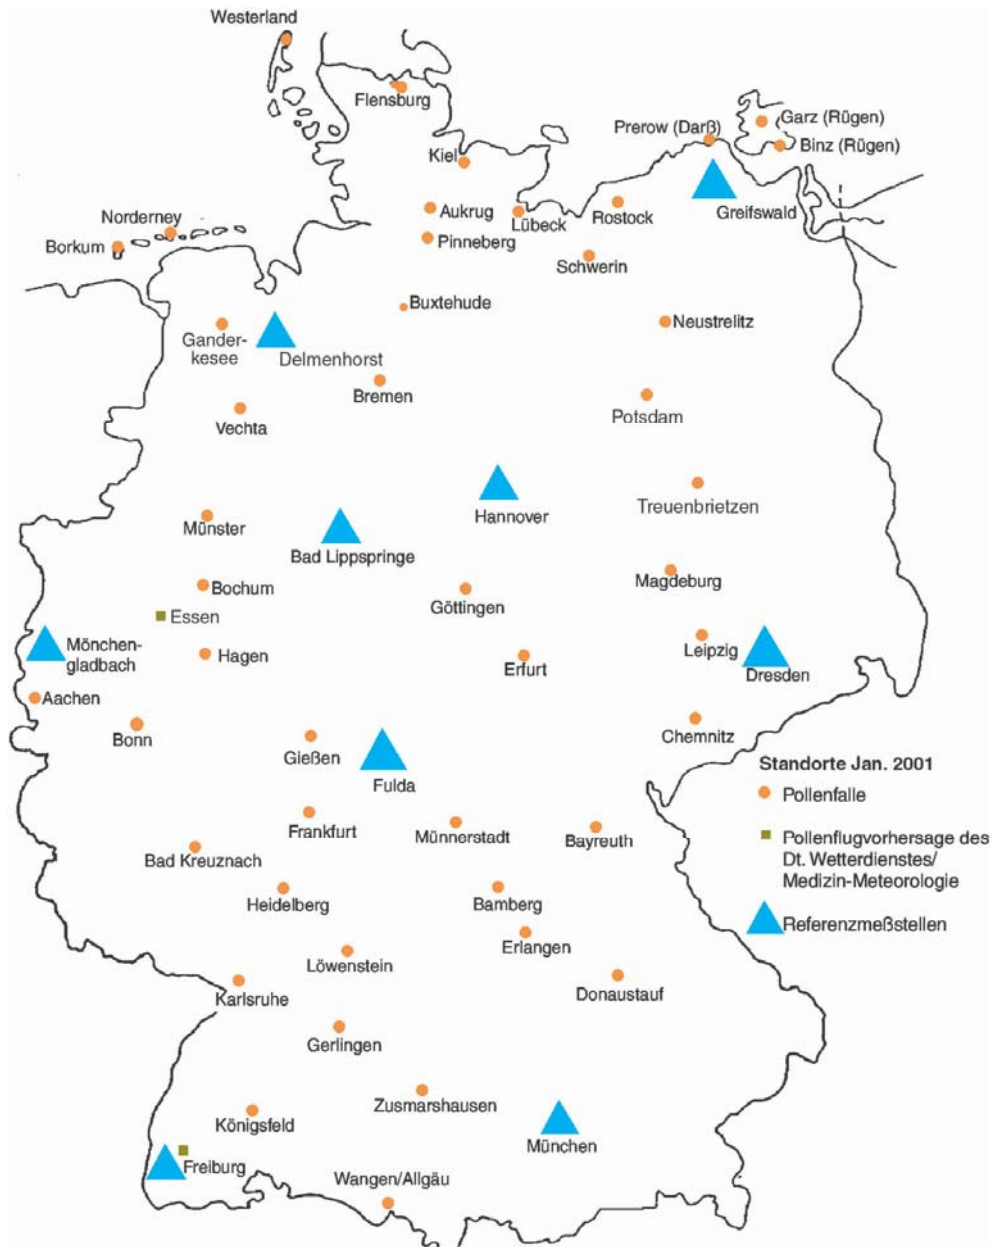 Westerland
Flensburg
Garz (Rügen)
Prerow (Darß)
Binz (Rügen)
Kiel
Greifswald
Norderney
Aukrug
Lübeck
Rostock
Borkum
Pinneberg
Schwerin
Buxtehude
Neustrelitz
Gander-
kesee
Delmenhorst
Bremen
Vechta
Potsdam
Treuenbrietzen
Hannover
Münster
Bad Lippspringe
Magdeburg
Bochum
Göttingen
Essen
Mönchen-
gladbach
Hagen
Erfurt
Leipzig
Dresden
Aachen
Bonn
Gießen
Chemnitz
Fulda
Standorte Jan. 2001
Pollenfalle
Pollenflugvorhersage des
Dt. Wetterdienstes/
Medizin-Meteorologie
Referenzmeßstellen
Frankfurt
Münnerstadt
Bayreuth
Bad Kreuznach
Heidelberg
Bamberg
Erlangen
Löwenstein
Donaustauf
Karlsruhe
Gerlingen
Zusmarshausen
Königsfeld
München
Freiburg
Wangen/Allgäu